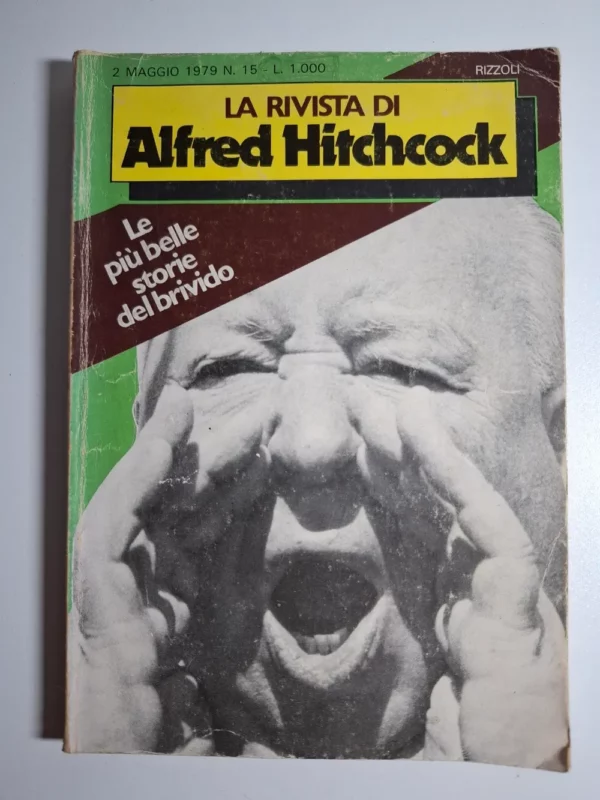 2 MAGGIO 1979 N. 15 - L. 1.000
RIZZOLI
LA RIVISTA DI
Alfred Hitchcock
Le
più belle
storie
del brivido